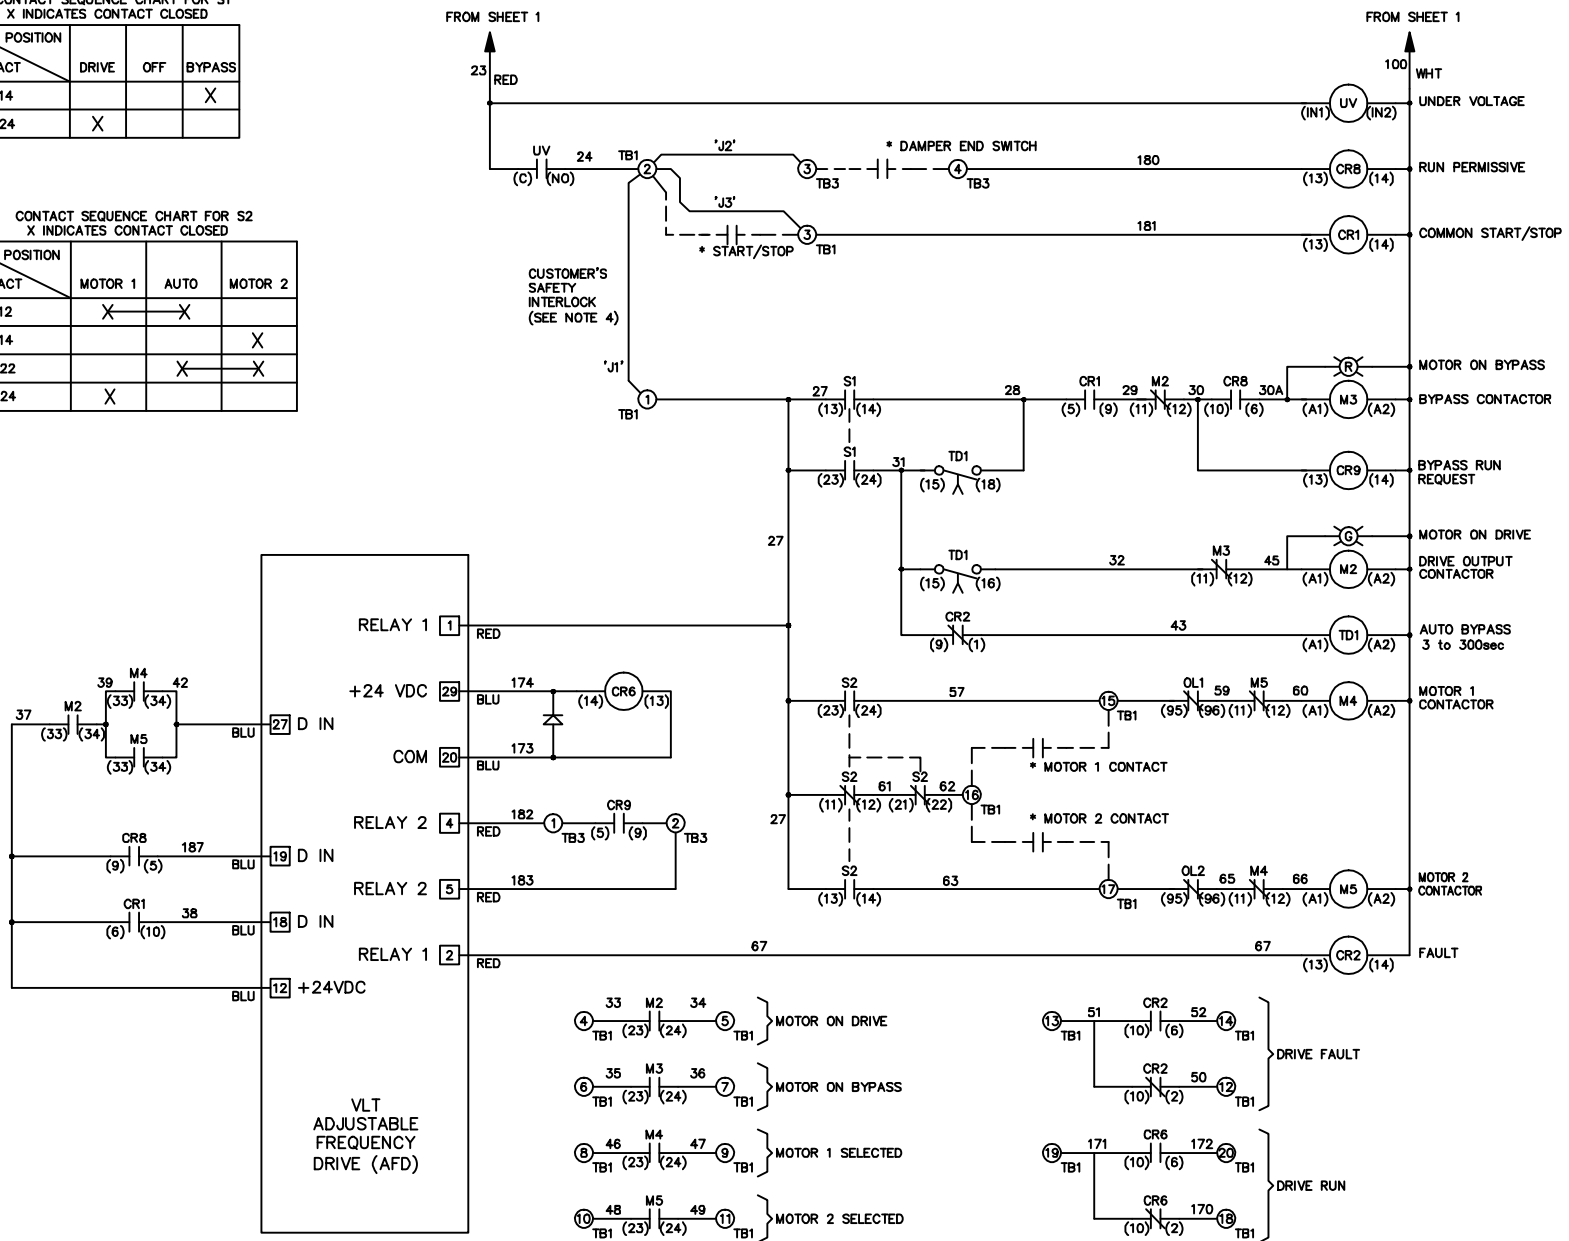 CONTACT SEQUENCE CHART FOR S1
X INDICATES CONTACT CLOSED
POSITION
ACT DRIVE OFF BYPASS
14 X
24 X
CONTACT SEQUENCE CHART FOR S2
X INDICATES CONTACT CLOSED
POSITION
ACT MOTOR 1 AUTO MOTOR 2
12 X X
14 X
22 X X
24 X
FROM SHEET 1
FROM SHEET 1
23 RED
100 WHT
(IN1) UV (IN2) UNDER VOLTAGE
UV 24 TB1 2 'J2' 3 TB3 * DAMPER END SWITCH 4 TB3 180 CR8 RUN PERMISSIVE
(C) (NO) (13) (14)
'J3'
* START/STOP 3 TB1 181 CR1 COMMON START/STOP
(13) (14)
CUSTOMER'S
SAFETY
INTERLOCK
(SEE NOTE 4)
'J1'
1 TB1
R MOTOR ON BYPASS
27 S1 28 CR1 29 M2 30 CR8 30A M3 BYPASS CONTACTOR
(13) (14) (5) (9) (11) (12) (10) (6) (A1) (A2)
S1 31 TD1 CR9 BYPASS RUN
REQUEST
(23) (24) (15) (18) (13) (14)
27
G MOTOR ON DRIVE
TD1 32 M3 45 M2 DRIVE OUTPUT
CONTACTOR
(15) (16) (11) (12) (A1) (A2)
CR2 43 TD1 AUTO BYPASS
3 to 300sec
(9) (1) (A1) (A2)
S2 57 15 TB1 OL1 59 M5 60 M4 MOTOR 1
CONTACTOR
(23) (24) (95) (96) (11) (12) (A1) (A2)
* MOTOR 1 CONTACT
S2 61 S2 62 16 TB1
(11) (12) (21) (22)
27
* MOTOR 2 CONTACT
S2 63 17 TB1 OL2 65 M4 66 M5 MOTOR 2
CONTACTOR
(13) (14) (95) (96) (11) (12) (A1) (A2)
67 67 CR2 FAULT
(13) (14)
RELAY 1 1 RED
+24 VDC 29 BLU 174 (14) CR6 (13)
COM 20 BLU 173
RELAY 2 4 RED 182 1 TB3 CR9 (5) (9) 2 TB3
RELAY 2 5 RED 183
RELAY 1 2 RED
37 M2 39 M4 42
(33) (34) (33) (34)
M5
(33) (34)
BLU 27 D IN
CR8 187
(9) (5) BLU 19 D IN
CR1 38
(6) (10) BLU 18 D IN
BLU 12 +24VDC
VLT
ADJUSTABLE
FREQUENCY
DRIVE (AFD)
4 TB1 33 M2 34 5 TB1 MOTOR ON DRIVE
(23) (24)
6 TB1 35 M3 36 7 TB1 MOTOR ON BYPASS
(23) (24)
8 TB1 46 M4 47 9 TB1 MOTOR 1 SELECTED
(23) (24)
10 TB1 48 M5 49 11 TB1 MOTOR 2 SELECTED
(23) (24)
13 TB1 51 CR2 52 14 TB1
(10) (6)
DRIVE FAULT
CR2 50 12 TB1
(10) (2)
19 TB1 171 CR6 172 20 TB1
(10) (6)
DRIVE RUN
CR6 170 18 TB1
(10) (2)